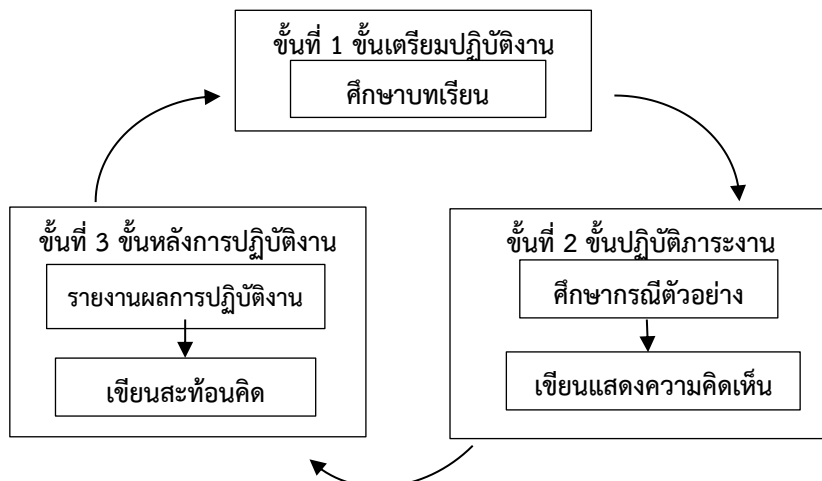 ขั้นที่ 1 ขั้นเตรียมปฏิบัติงาน
ศึกษาบทเรียน
ขั้นที่ 2 ขั้นปฏิบัติภาระงาน
ศึกษากรณีตัวอย่าง
เขียนแสดงความคิดเห็น
ขั้นที่ 3 ขั้นหลังการปฏิบัติงาน
รายงานผลการปฏิบัติงาน
เขียนสะท้อนคิด